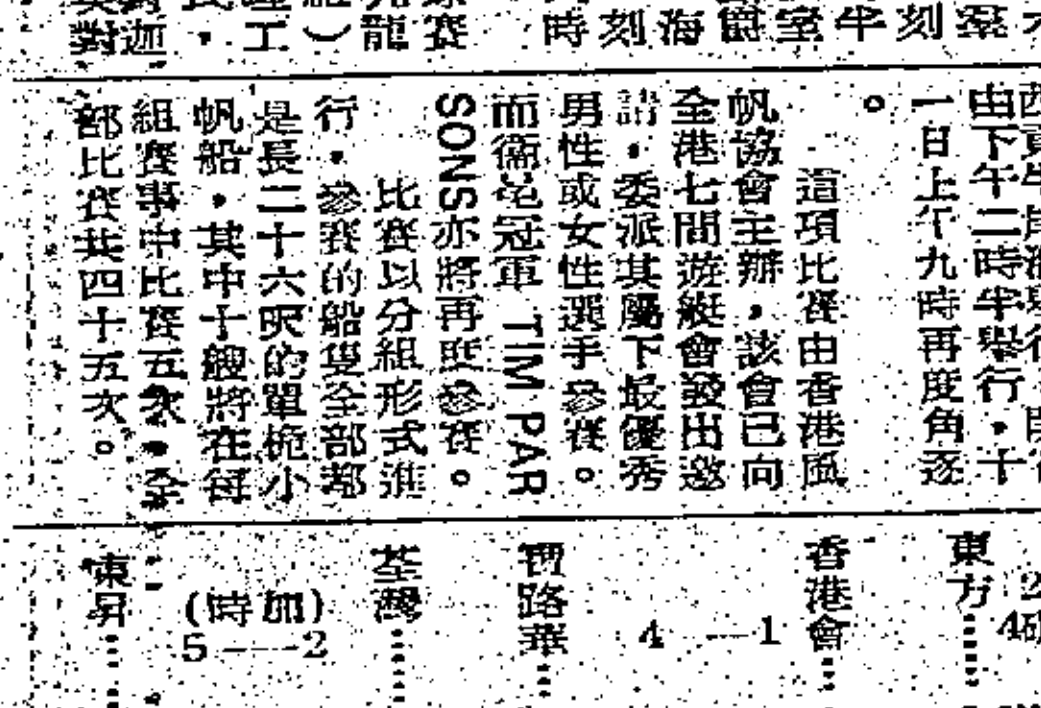 由下午二時半舉行，十
一日上午九時再度角逐
。
這項比賽由香港風
帆協會主辦，該會已向
全港七間遊艇會發出邀
請，委派其屬下最優秀
男性或女性選手參賽。
而衞冕冠軍 TIM PAR
SONS亦將再度參賽。
比賽以分組形式進
行，參賽的船隻全部都
是長二十六呎的單桅小
帆船，其中十艘將在每
組賽事中比賽五次，全
部比賽共四十五次。
東方……
香港會…
4—1
賈路華…
荃灣……
(時加)
5—2
東昇……